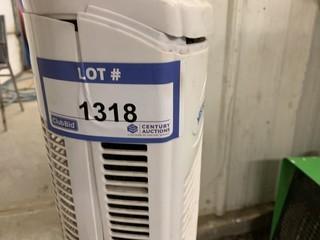 LOT #
1318
ClubBid
CENTURY
AUCTIONS